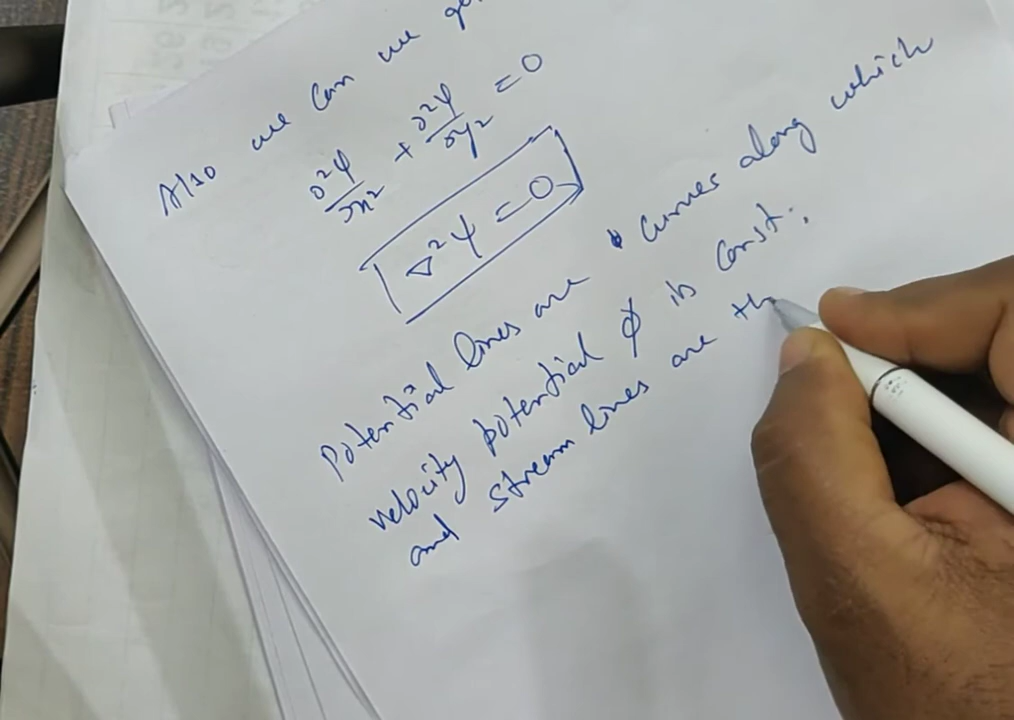 Also we can we
∂²ψ/∂x² + ∂²ψ/∂y² = 0
∇²ψ = 0
Potential lines are curves along which
velocity potential ϕ is const.;
and stream lines are th